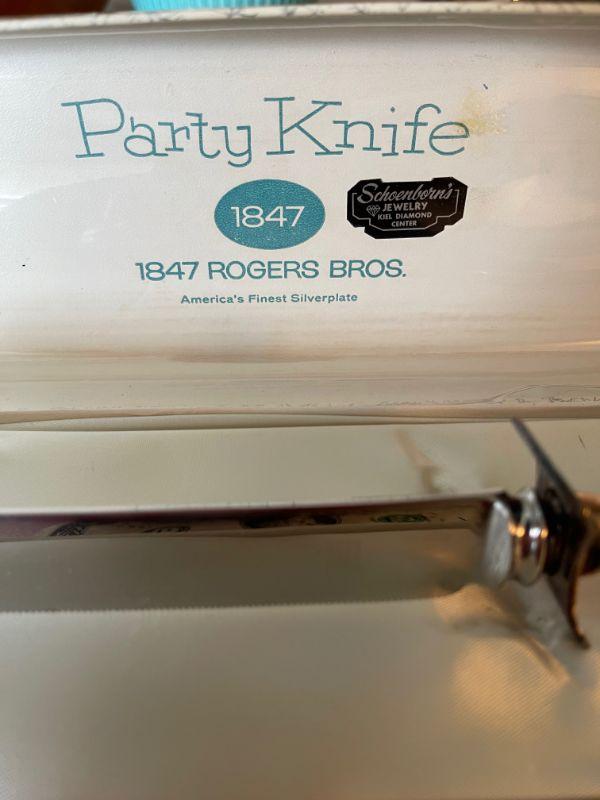 Party Knife
1847
Schoenborn's
JEWELRY
KIEL DIAMOND
CENTER
1847 ROGERS BROS.
America's Finest Silverplate